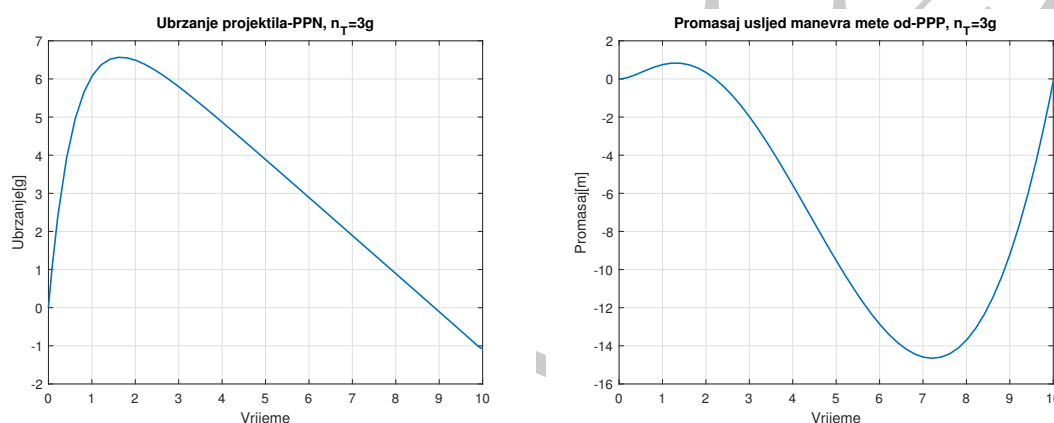 Ubrzanje projektila-PPN, n_T=3g
7
6
5
4
3
2
1
0
-1
-2
Ubrzanje[g]
0 1 2 3 4 5 6 7 8 9 10
Vrijeme
Promasaj usljed manevra mete od-PPP, n_T=3g
2
0
-2
-4
-6
-8
-10
-12
-14
-16
Promasaj[m]
0 1 2 3 4 5 6 7 8 9 10
Vrijeme